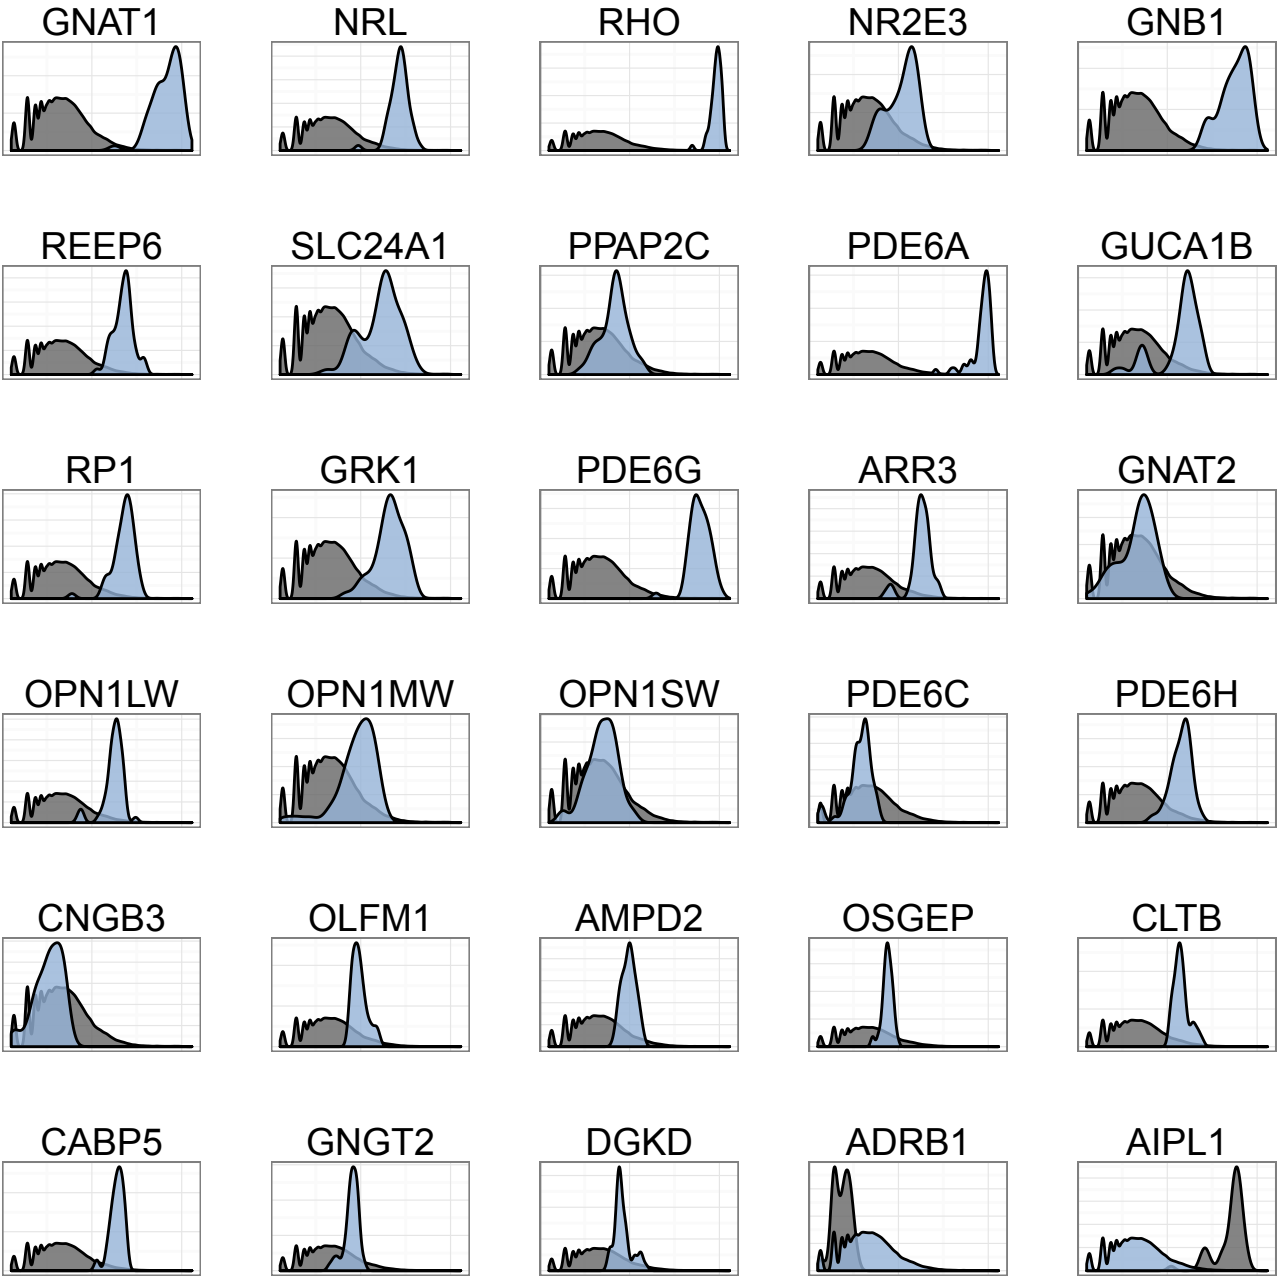 GNAT1 NRL RHO NR2E3 GNB1
REEP6 SLC24A1 PPAP2C PDE6A GUCA1B
RP1 GRK1 PDE6G ARR3 GNAT2
OPN1LW OPN1MW OPN1SW PDE6C PDE6H
CNGB3 OLFM1 AMPD2 OSGEP CLTB
CABP5 GNGT2 DGKD ADRB1 AIPL1